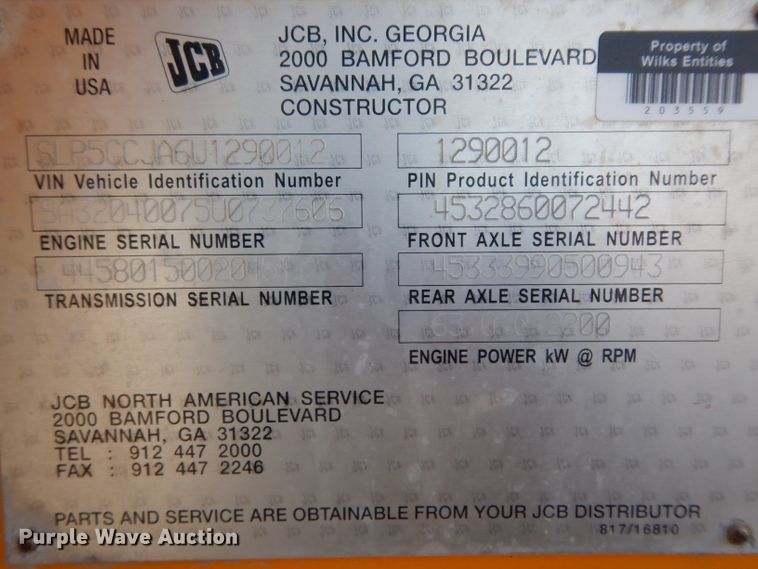 MADE
IN
USA
JCB
JCB, INC. GEORGIA
2000 BAMFORD BOULEVARD
SAVANNAH, GA 31322
CONSTRUCTOR
Property of
Wilks Entities
203559
SLP5CCJA6U1290012
VIN Vehicle Identification Number
1290012
PIN Product Identification Number
ENGINE SERIAL NUMBER
4532860072442
FRONT AXLE SERIAL NUMBER
TRANSMISSION SERIAL NUMBER
45333990500943
REAR AXLE SERIAL NUMBER
ENGINE POWER kW @ RPM
JCB NORTH AMERICAN SERVICE
2000 BAMFORD BOULEVARD
SAVANNAH, GA 31322
TEL : 912 447 2000
FAX : 912 447 2246
PARTS AND SERVICE ARE OBTAINABLE FROM YOUR JCB DISTRIBUTOR
817/16810
Purple Wave Auction